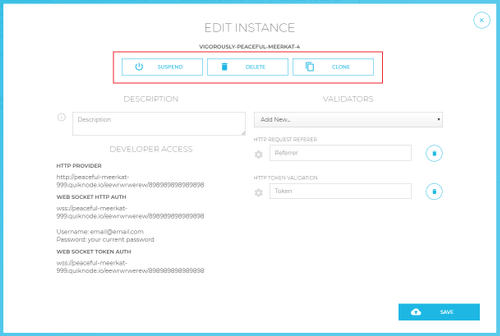 EDIT INSTANCE
VIGOROUSLY-PEACEFUL-MEERKAT-4
SUSPEND
DELETE
CLONE
DESCRIPTION
Description
DEVELOPER ACCESS
HTTP PROVIDER
http://peaceful-meerkat-
999.quiknode.io/eewrwrwerew/898989898989898
WEB SOCKET HTTP AUTH
wss://peaceful-meerkat-
999.quiknode.io/eewrwrwerew/898989898989898
Username: email@email.com
Password: your current password
WEB SOCKET TOKEN AUTH
wss://peaceful-meerkat-
999.quiknode.io/eewrwrwerew/898989898989898
VALIDATORS
Add New...
HTTP REQUEST REFERER
Referrer
HTTP TOKEN VALIDATION
Token
SAVE